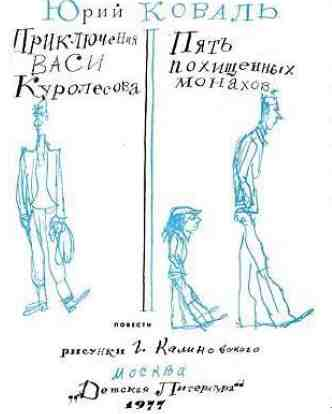 Юрий Коваль
Приключения
Васи
Куролесова
Пять
похищенных
монахов
ПОВЕСТИ
рисунки Г. Калиновского
Москва
„Детская Литература“
1977